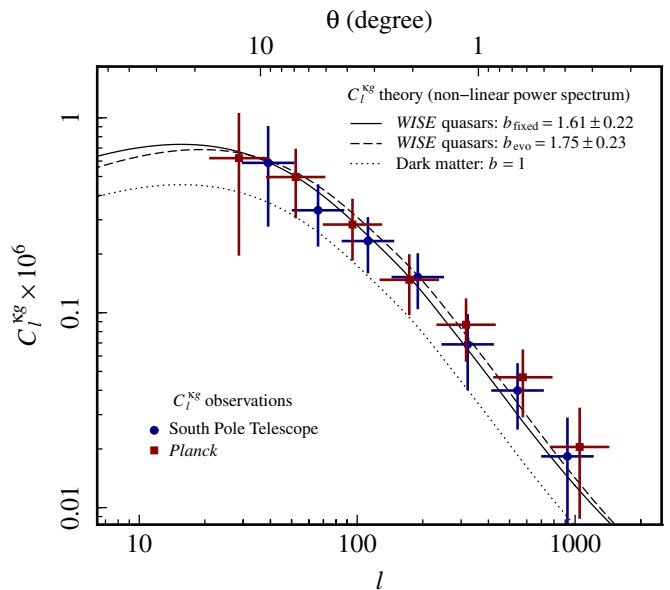 θ (degree)
10 1
C_l^κg theory (non−linear power spectrum)
WISE quasars: b_fixed = 1.61 ± 0.22
WISE quasars: b_evo = 1.75 ± 0.23
Dark matter: b = 1
1
0.1
0.01
C_l^κg × 10^6
C_l^κg observations
South Pole Telescope
Planck
10 100 1000
l